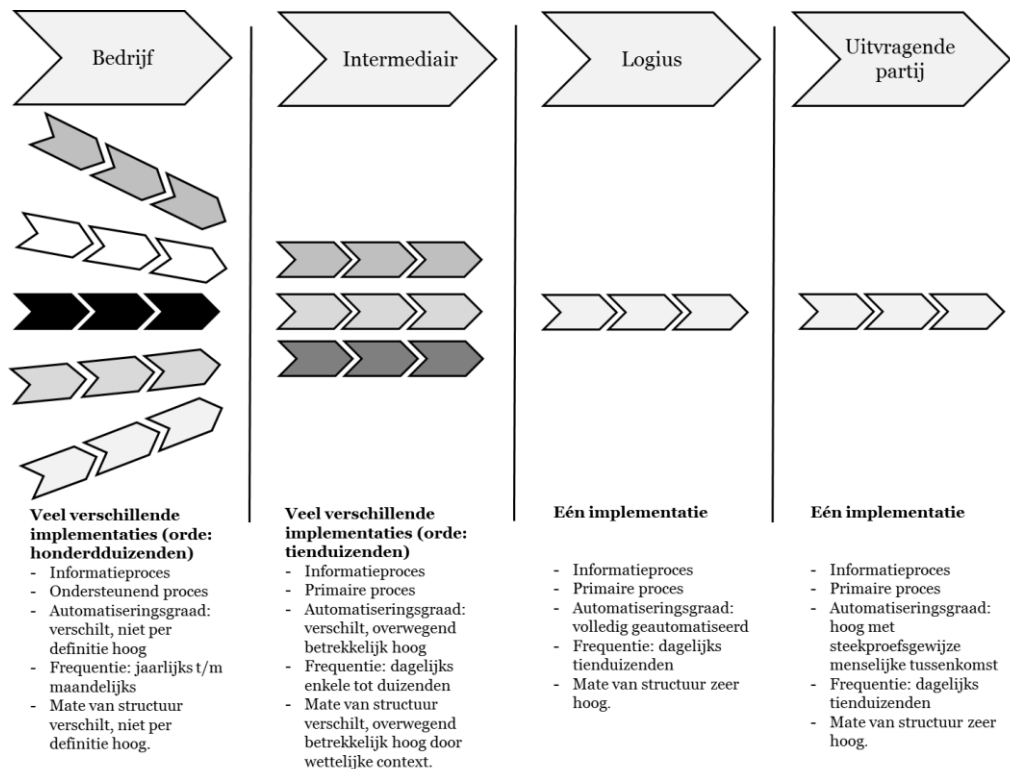 Bedrijf
Intermediair
Logius
Uitvragende
partij
Veel verschillende
implementaties (orde:
honderdduizenden)
- Informatieproces
- Ondersteunend proces
- Automatiseringsgraad:
verschilt, niet per
definitie hoog
- Frequentie: jaarlijks t/m
maandelijks
- Mate van structuur
verschilt, niet per
definitie hoog.
Veel verschillende
implementaties (orde:
tienduizenden)
- Informatieproces
- Primaire proces
- Automatiseringsgraad:
verschilt, overwegend
betrekkelijk hoog
- Frequentie: dagelijks
enkele tot duizenden
- Mate van structuur
verschilt, overwegend
betrekkelijk hoog door
wettelijke context.
Eén implementatie
- Informatieproces
- Primaire proces
- Automatiseringsgraad:
volledig geautomatiseerd
- Frequentie: dagelijks
tienduizenden
- Mate van structuur zeer
hoog.
Eén implementatie
- Informatieproces
- Primaire proces
- Automatiseringsgraad:
hoog met
steekproefsgewijze
menselijke tussenkomst
- Frequentie: dagelijks
tienduizenden
- Mate van structuur zeer
hoog.